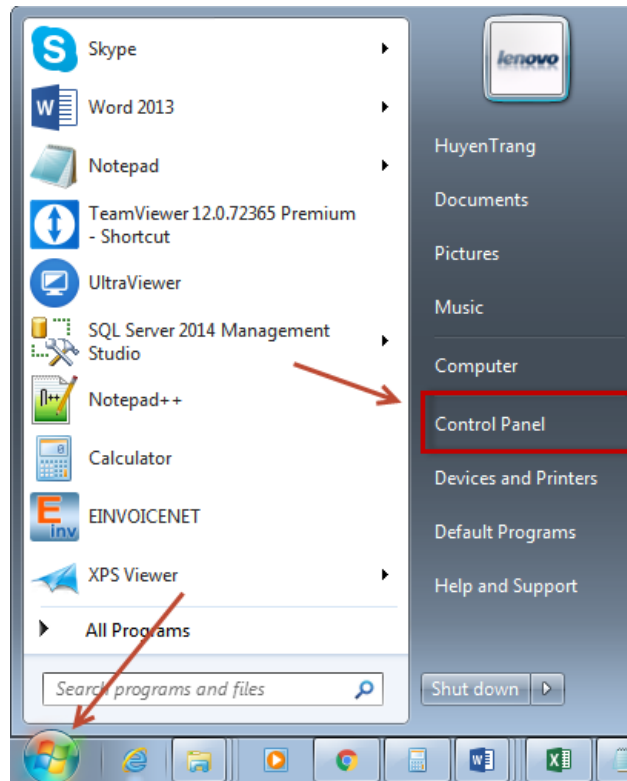 Skype
Word 2013
Notepad
TeamViewer 12.0.72365 Premium
- Shortcut
UltraViewer
SQL Server 2014 Management
Studio
Notepad++
Calculator
EINVOICENET
XPS Viewer
All Programs
Search programs and files
lenovo
HuyenTrang
Documents
Pictures
Music
Computer
Control Panel
Devices and Printers
Default Programs
Help and Support
Shut down